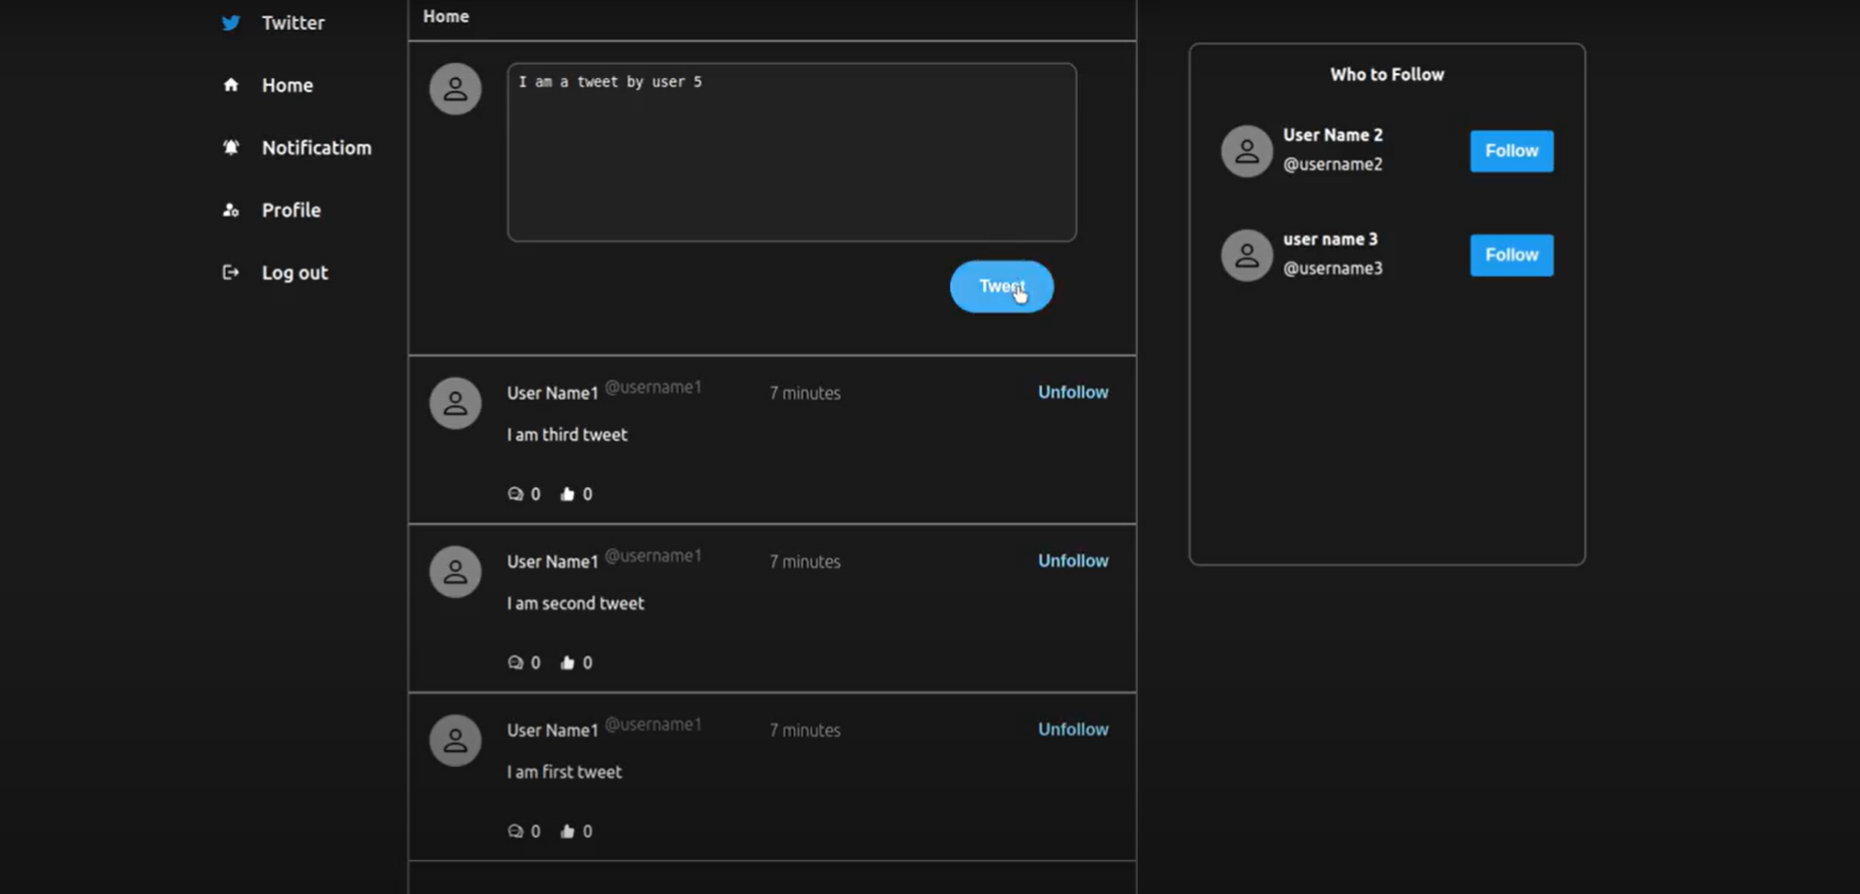 Twitter
Home
Notificatiom
Profile
Log out
Home
I am a tweet by user 5
Tweet
User Name1 @username1 7 minutes Unfollow
I am third tweet
0 0
User Name1 @username1 7 minutes Unfollow
I am second tweet
0 0
User Name1 @username1 7 minutes Unfollow
I am first tweet
0 0
Who to Follow
User Name 2
@username2
Follow
user name 3
@username3
Follow